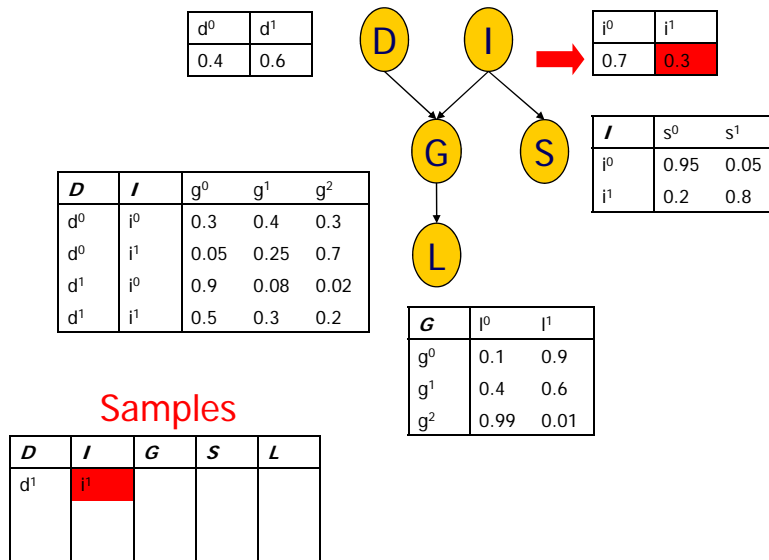 d⁰ d¹
0.4 0.6
D I
i⁰ i¹
0.7 0.3
G S
L
I s⁰ s¹
i⁰ 0.95 0.05
i¹ 0.2 0.8
D I g⁰ g¹ g²
d⁰ i⁰ 0.3 0.4 0.3
d⁰ i¹ 0.05 0.25 0.7
d¹ i⁰ 0.9 0.08 0.02
d¹ i¹ 0.5 0.3 0.2
G l⁰ l¹
g⁰ 0.1 0.9
g¹ 0.4 0.6
g² 0.99 0.01
Samples
D I G S L
d¹ i¹